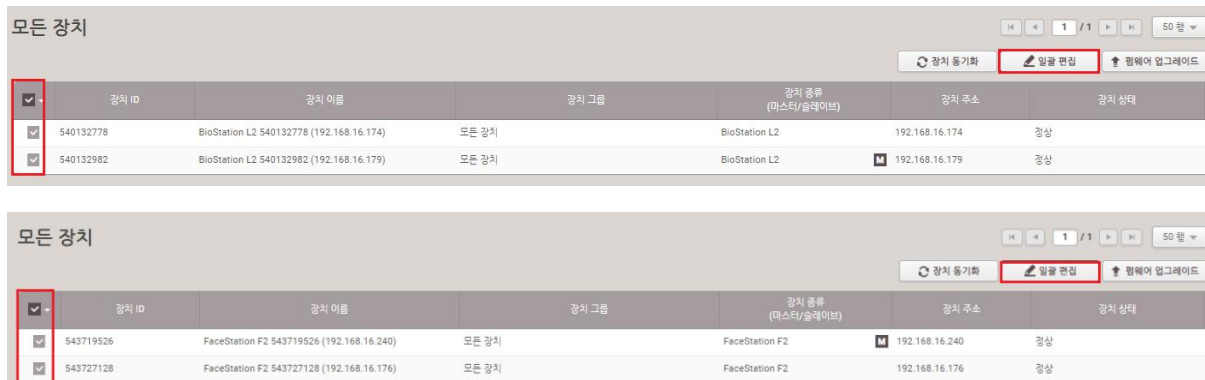 모든 장치
1 / 1 50 행
장치 동기화 일괄 편집 펌웨어 업그레이드
장치 ID 장치 이름 장치 그룹 장치 종류 (마스터/슬레이브) 장치 주소 장치 상태
540132778 BioStation L2 540132778 (192.168.16.174) 모든 장치 BioStation L2 192.168.16.174 정상
540132982 BioStation L2 540132982 (192.168.16.179) 모든 장치 BioStation L2 M 192.168.16.179 정상
모든 장치
1 / 1 50 행
장치 동기화 일괄 편집 펌웨어 업그레이드
장치 ID 장치 이름 장치 그룹 장치 종류 (마스터/슬레이브) 장치 주소 장치 상태
543719526 FaceStation F2 543719526 (192.168.16.240) 모든 장치 FaceStation F2 M 192.168.16.240 정상
543727128 FaceStation F2 543727128 (192.168.16.176) 모든 장치 FaceStation F2 192.168.16.176 정상